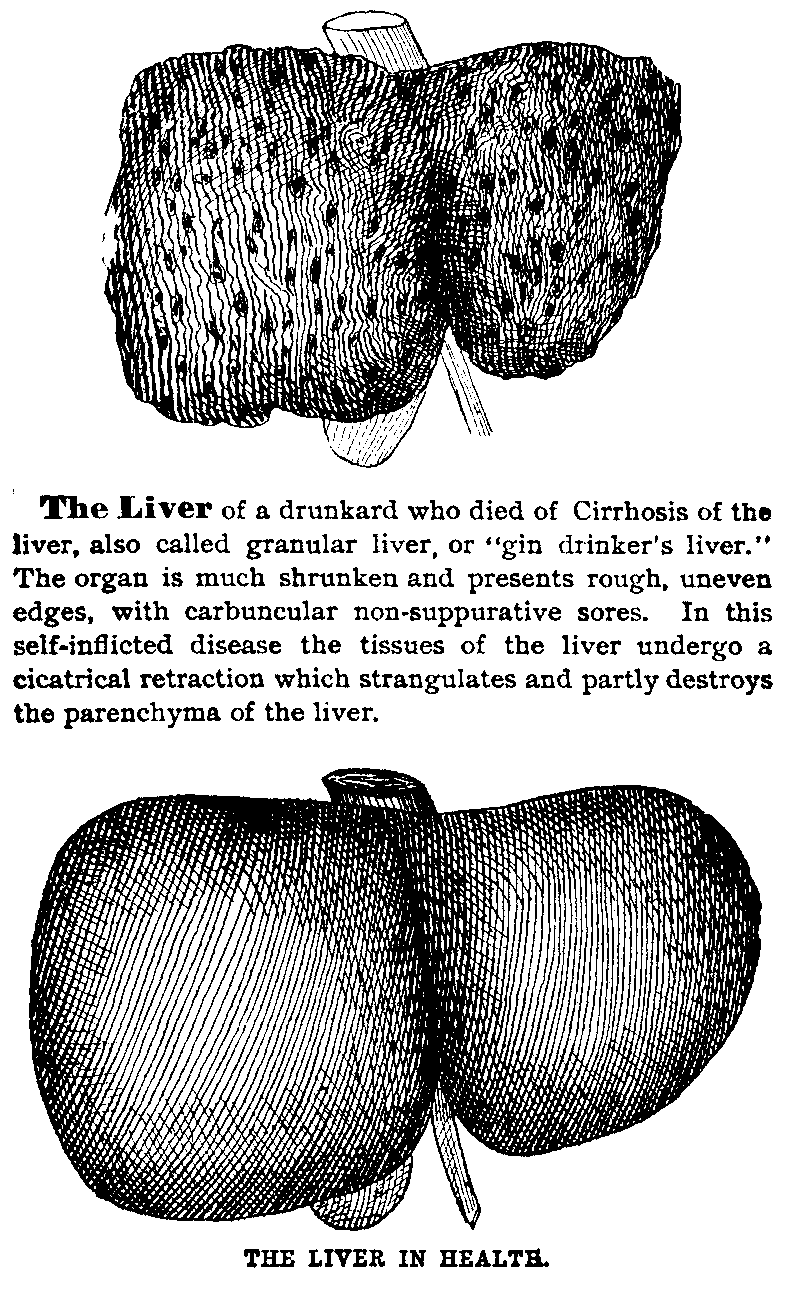 The Liver of a drunkard who died of Cirrhosis of the
liver, also called granular liver, or “gin drinker's liver.”
The organ is much shrunken and presents rough, uneven
edges, with carbuncular non-suppurative sores. In this
self-inflicted disease the tissues of the liver undergo a
cicatrical retraction which strangulates and partly destroys
the parenchyma of the liver.
THE LIVER IN HEALTH.